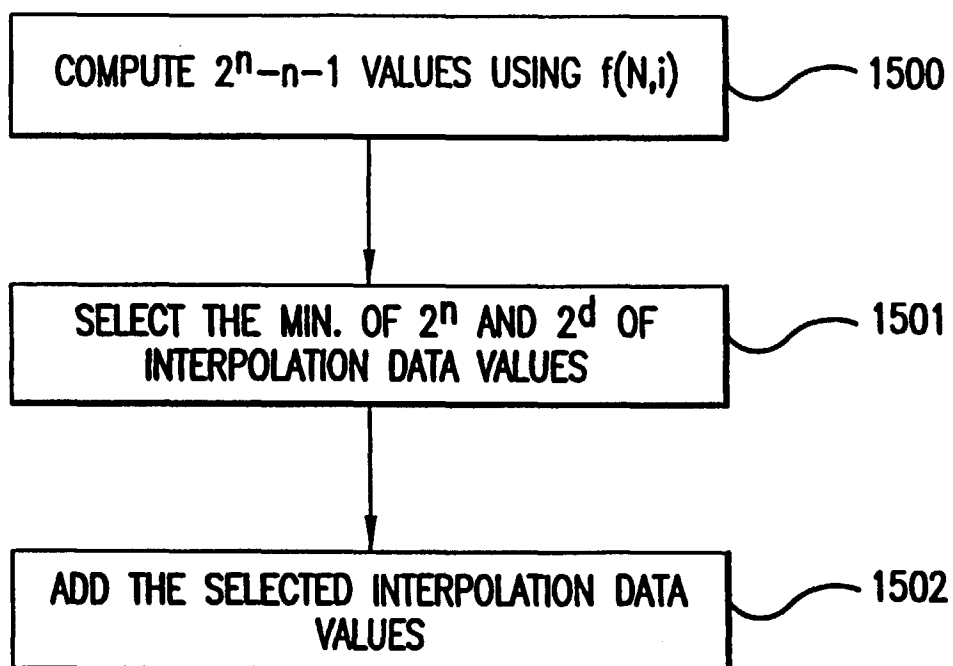 COMPUTE 2ⁿ-n-1 VALUES USING f(N,i)
1500
SELECT THE MIN. OF 2ⁿ AND 2ᵈ OF
INTERPOLATION DATA VALUES
1501
ADD THE SELECTED INTERPOLATION DATA
VALUES
1502